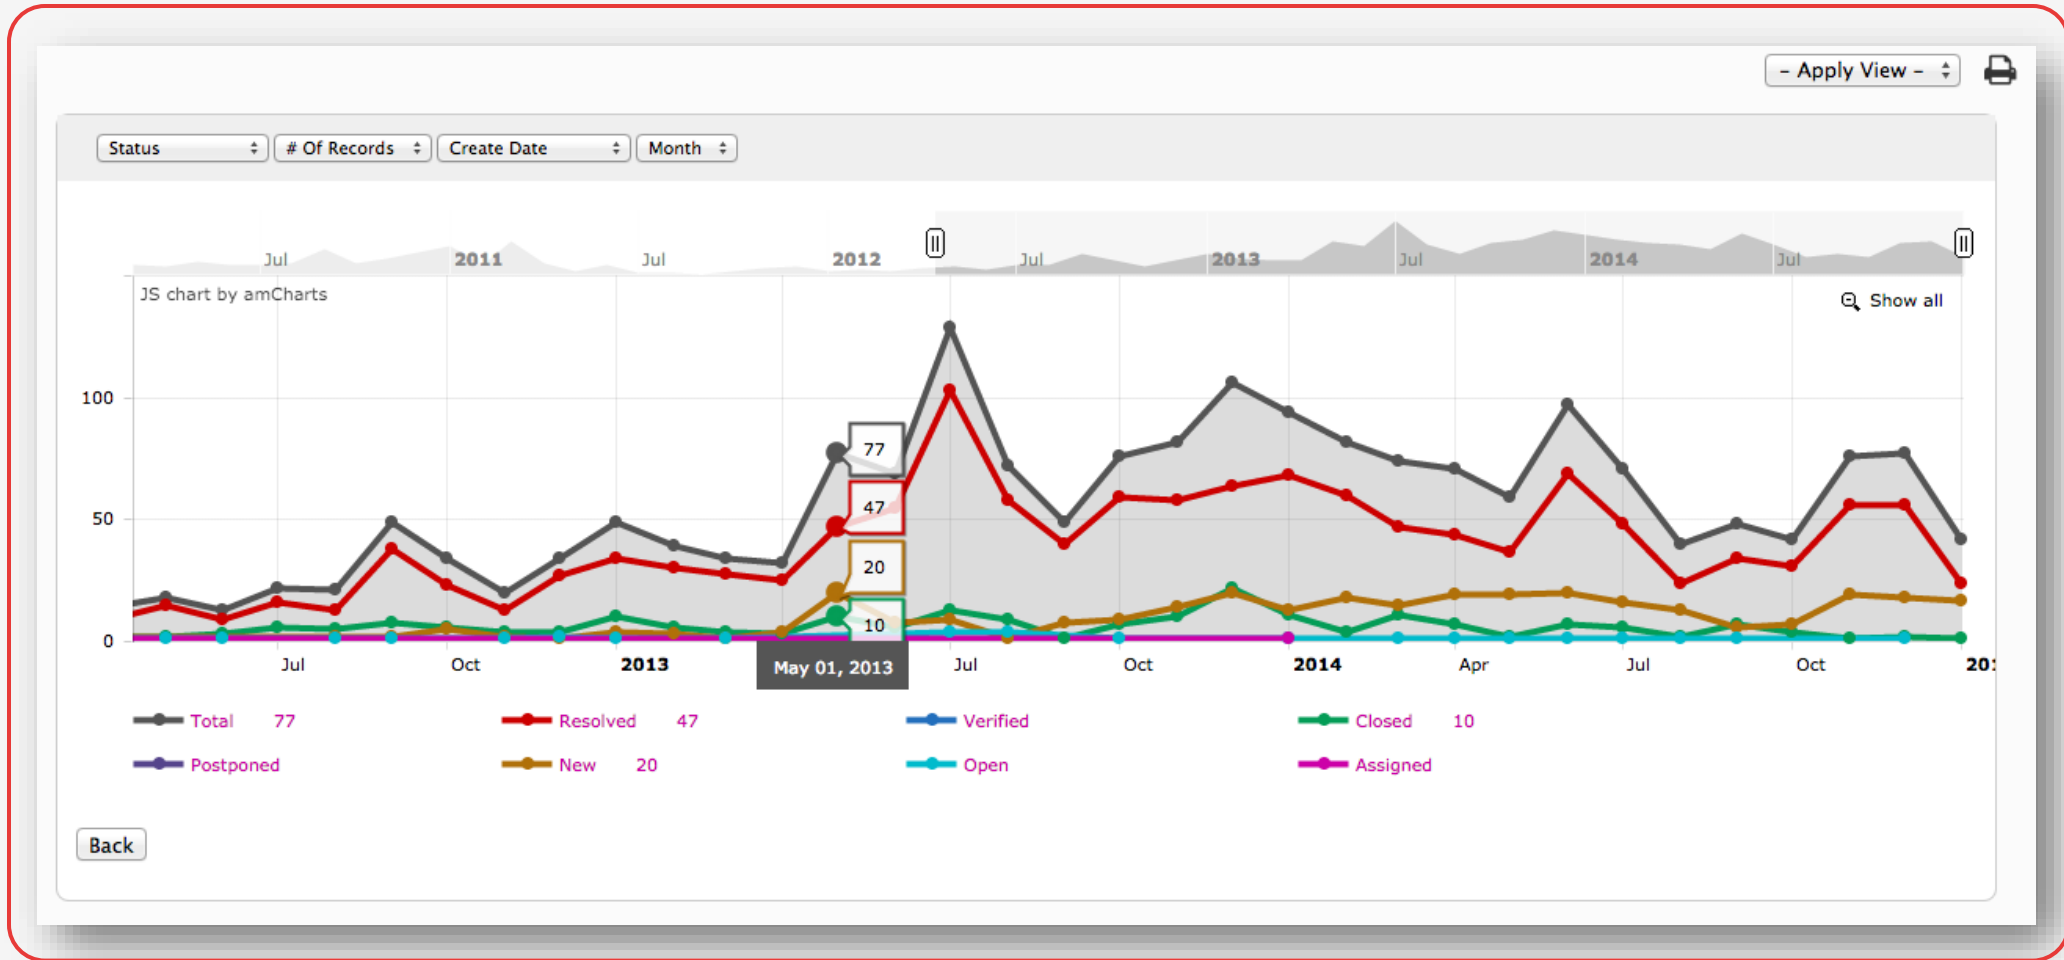 – Apply View –
Status # Of Records Create Date Month
Jul 2011 Jul 2012 Jul 2013 Jul 2014 Jul
JS chart by amCharts
Show all
100
50
0
77
47
20
10
May 01, 2013
Jul Oct 2013 Jul Oct 2014 Apr Jul Oct 201
Total 77 Resolved 47 Verified Closed 10
Postponed New 20 Open Assigned
Back